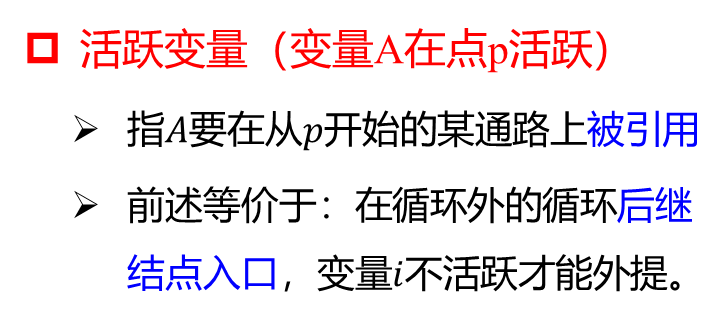 活跃变量（变量A在点p活跃）
指A要在从p开始的某通路上被引用
前述等价于：在循环外的循环后继
结点入口，变量i不活跃才能外提。